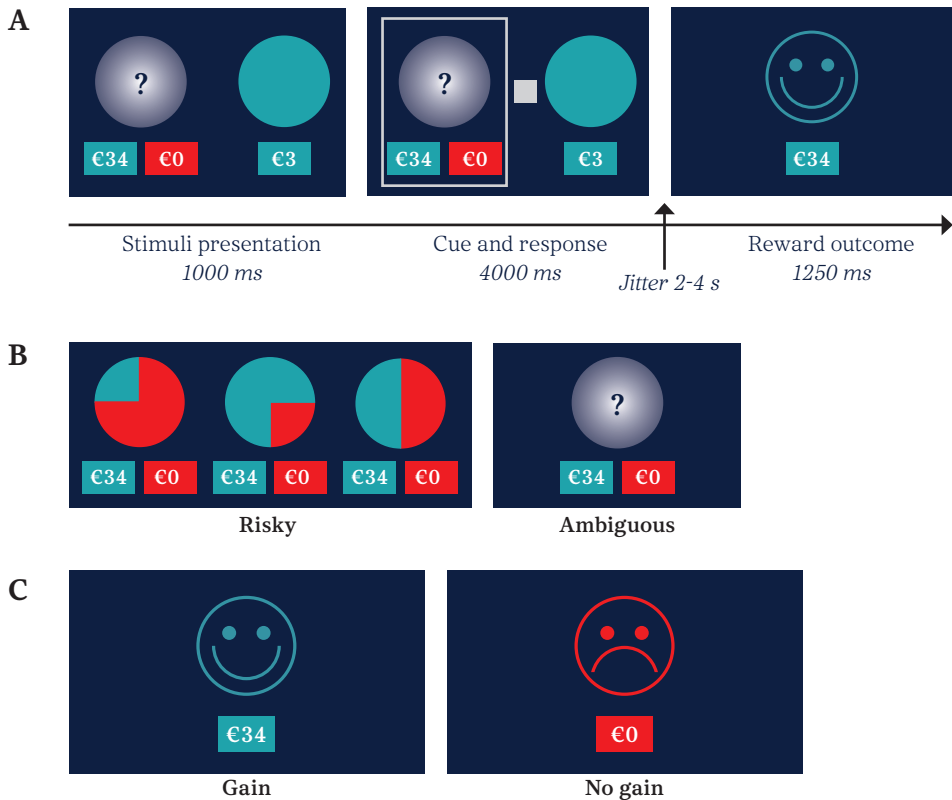 A
?
€34 €0 €3
?
€34 €0 €3
€34
Stimuli presentation
1000 ms
Cue and response
4000 ms
Jitter 2-4 s
Reward outcome
1250 ms
B
€34 €0 €34 €0 €34 €0
Risky
?
€34 €0
Ambiguous
C
€34
Gain
€0
No gain